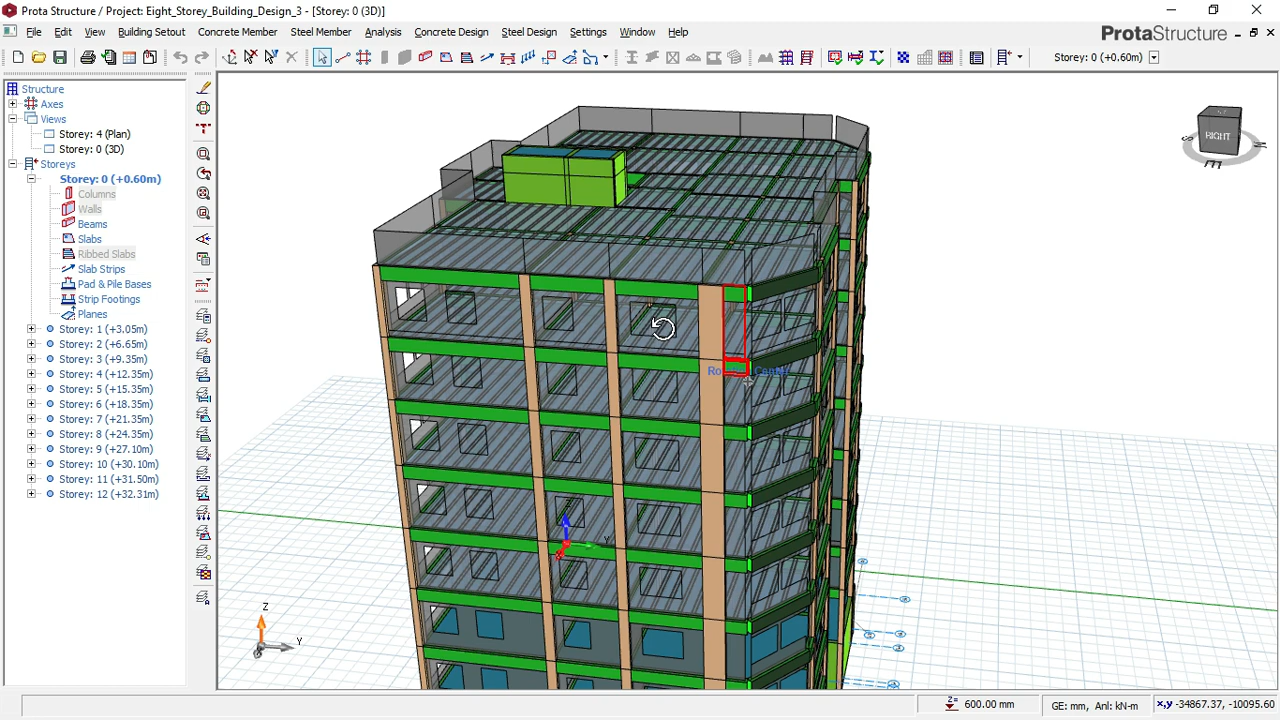 Prota Structure - Eight_Storey_Building_Design_3 - [Storey: 0 (3D)]
File Edit View Building Setout Concrete Member Steel Member Analysis Concrete Design Steel Design Settings Window Help
ProtaStructure
Storey: 0 (+0.60m)
Structure
Axes
Views
Storey: 4 (Plan)
Storey: 0 (3D)
Storeys
Storey: 0 (+0.60m)
Columns
Walls
Beams
Slabs
Ribbed Slabs
Slab Strips
Pad & Pile Bases
Strip Footings
Planes
Storey: 1 (+3.05m)
Storey: 2 (+6.65m)
Storey: 3 (+9.35m)
Storey: 4 (+12.35m)
Storey: 5 (+15.35m)
Storey: 6 (+18.35m)
Storey: 7 (+21.35m)
Storey: 8 (+24.35m)
Storey: 9 (+27.10m)
Storey: 10 (+30.10m)
Storey: 11 (+31.50m)
Storey: 12 (+32.31m)
RIGHT
E
Center
Y
Z
Y
Z= 600.00 mm
GE: mm, Anl: kN-m
x,y -34867.37, -10095.60